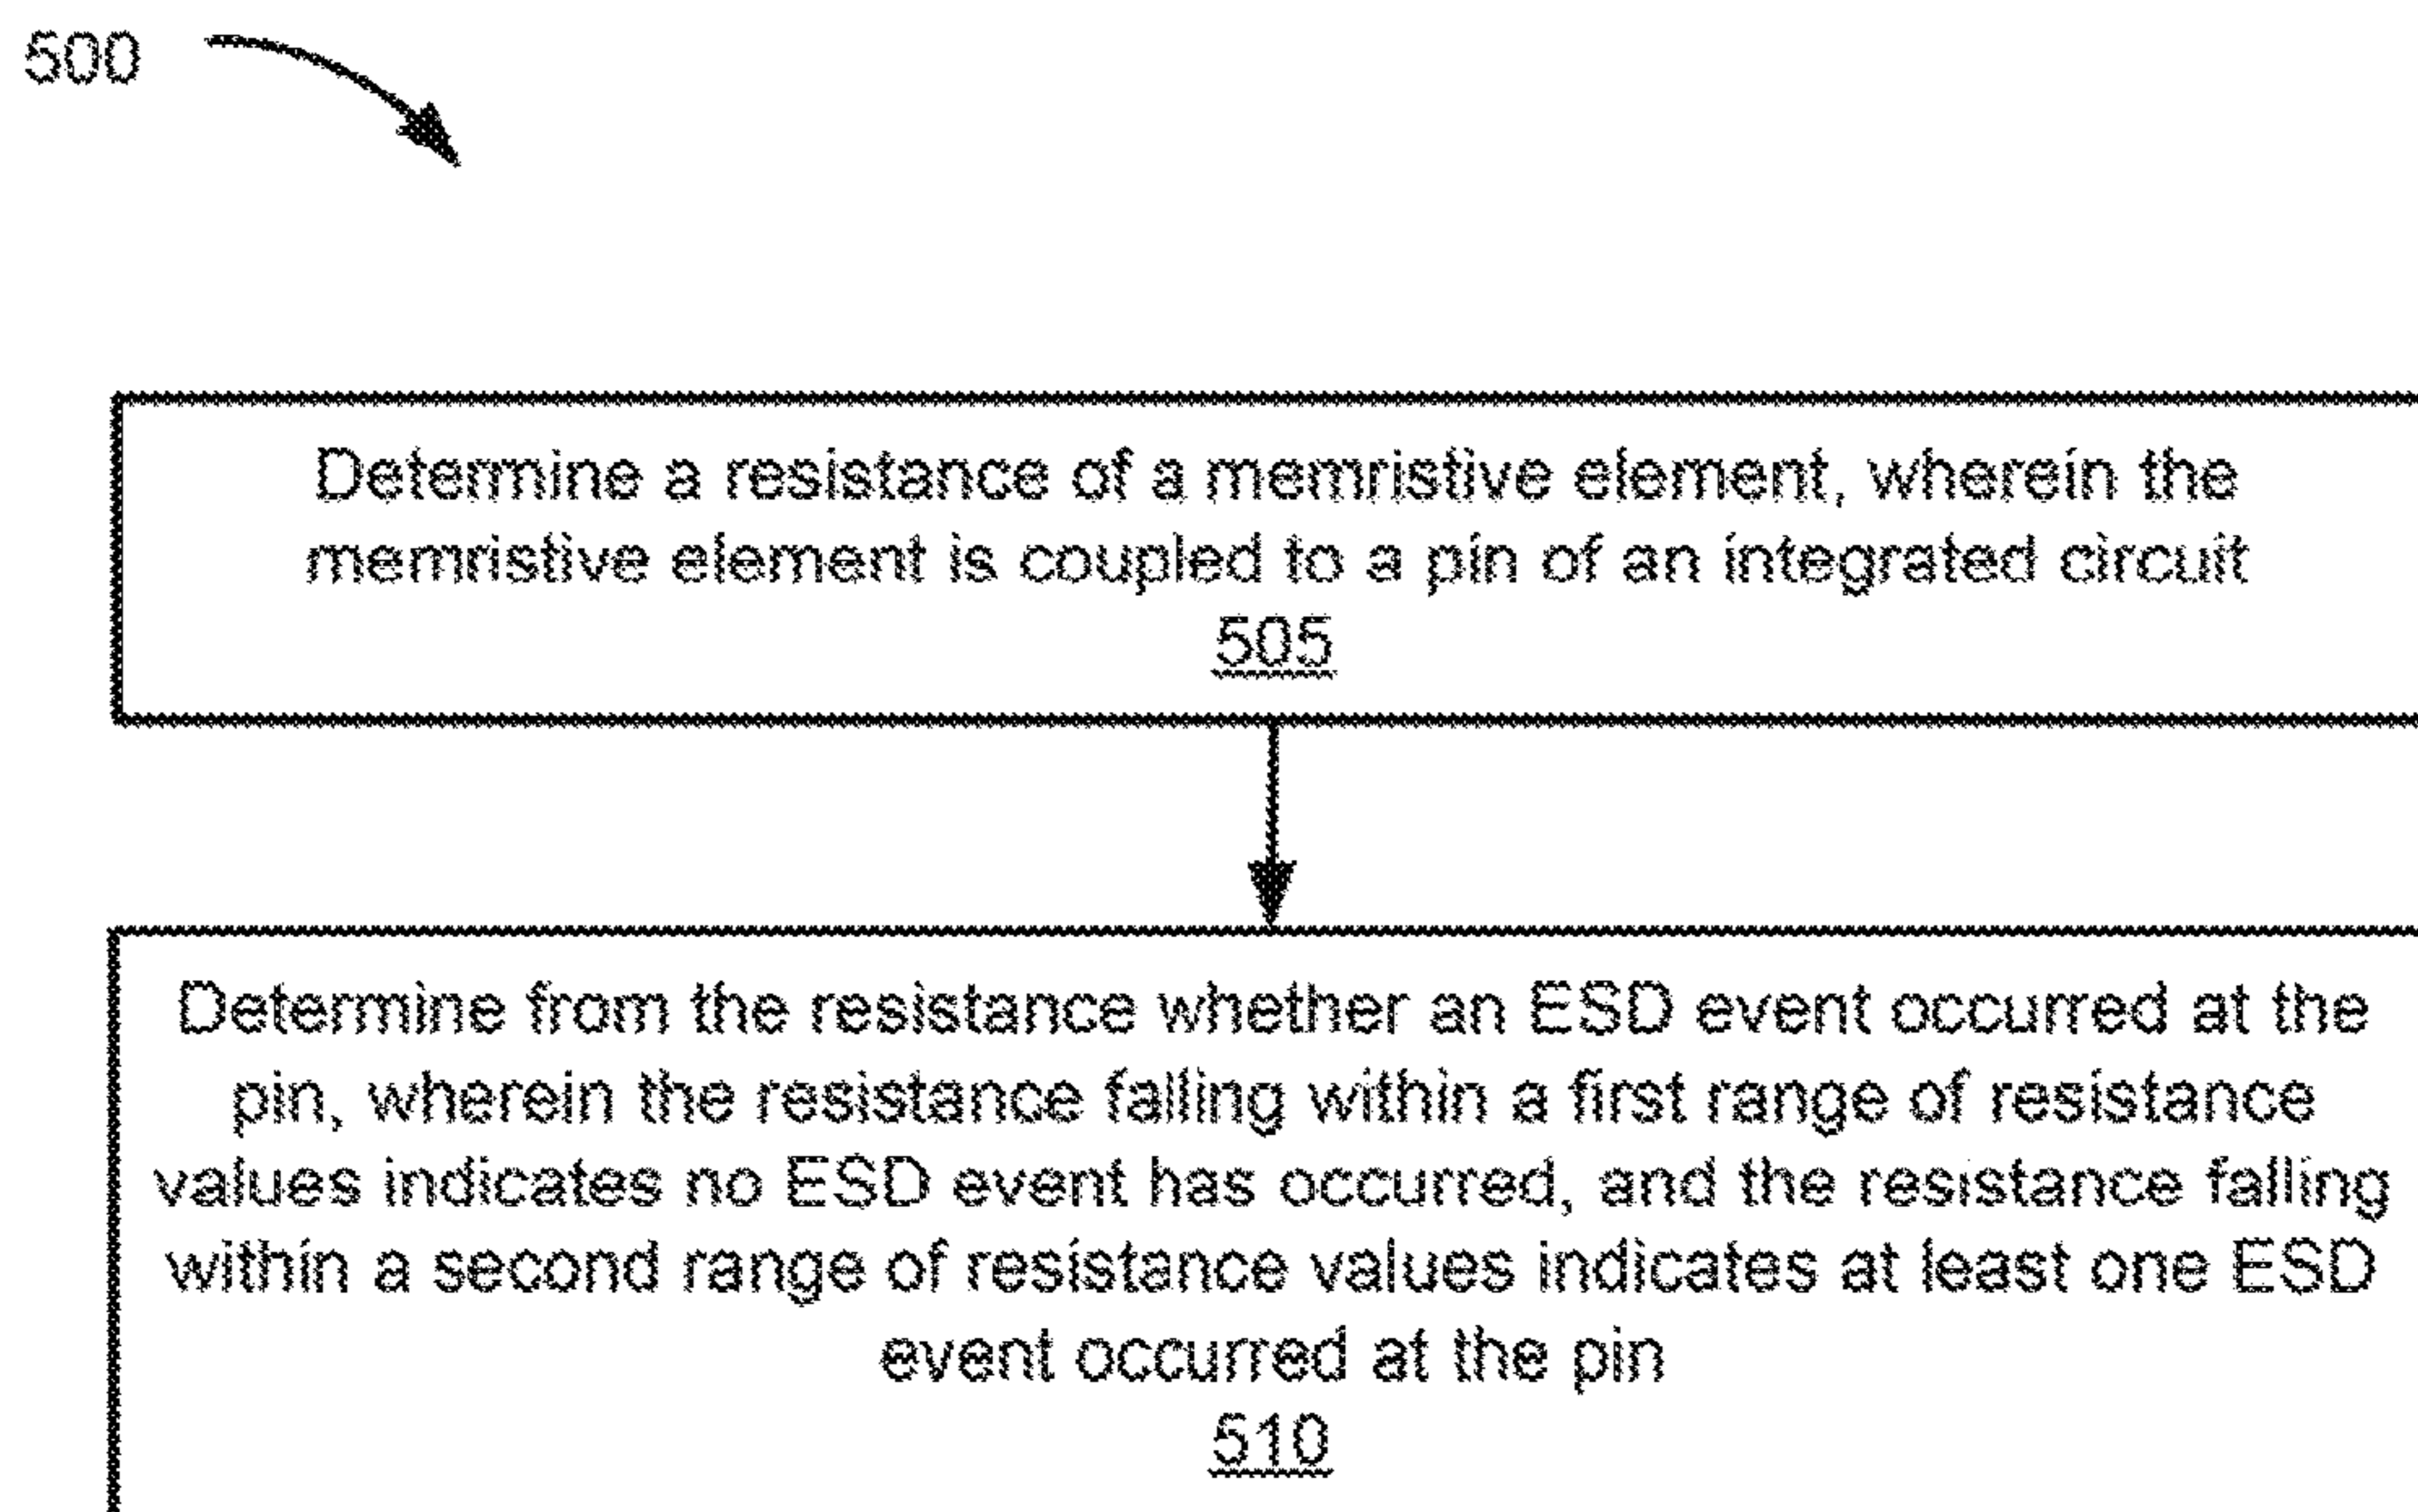 500
Determine a resistance of a memristive element, wherein the
memristive element is coupled to a pin of an integrated circuit
505
Determine from the resistance whether an ESD event occurred at the
pin, wherein the resistance falling within a first range of resistance
values indicates no ESD event has occurred, and the resistance falling
within a second range of resistance values indicates at least one ESD
event occurred at the pin
510